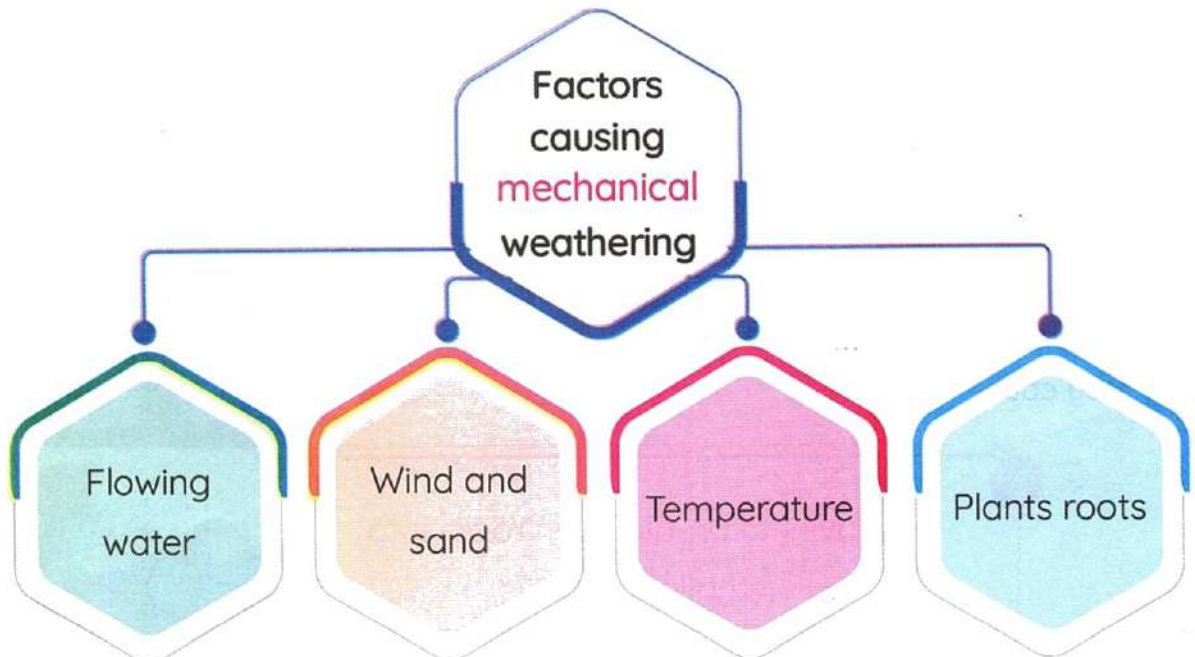 Factors
causing
mechanical
weathering
Flowing
water
Wind and
sand
Temperature
Plants roots